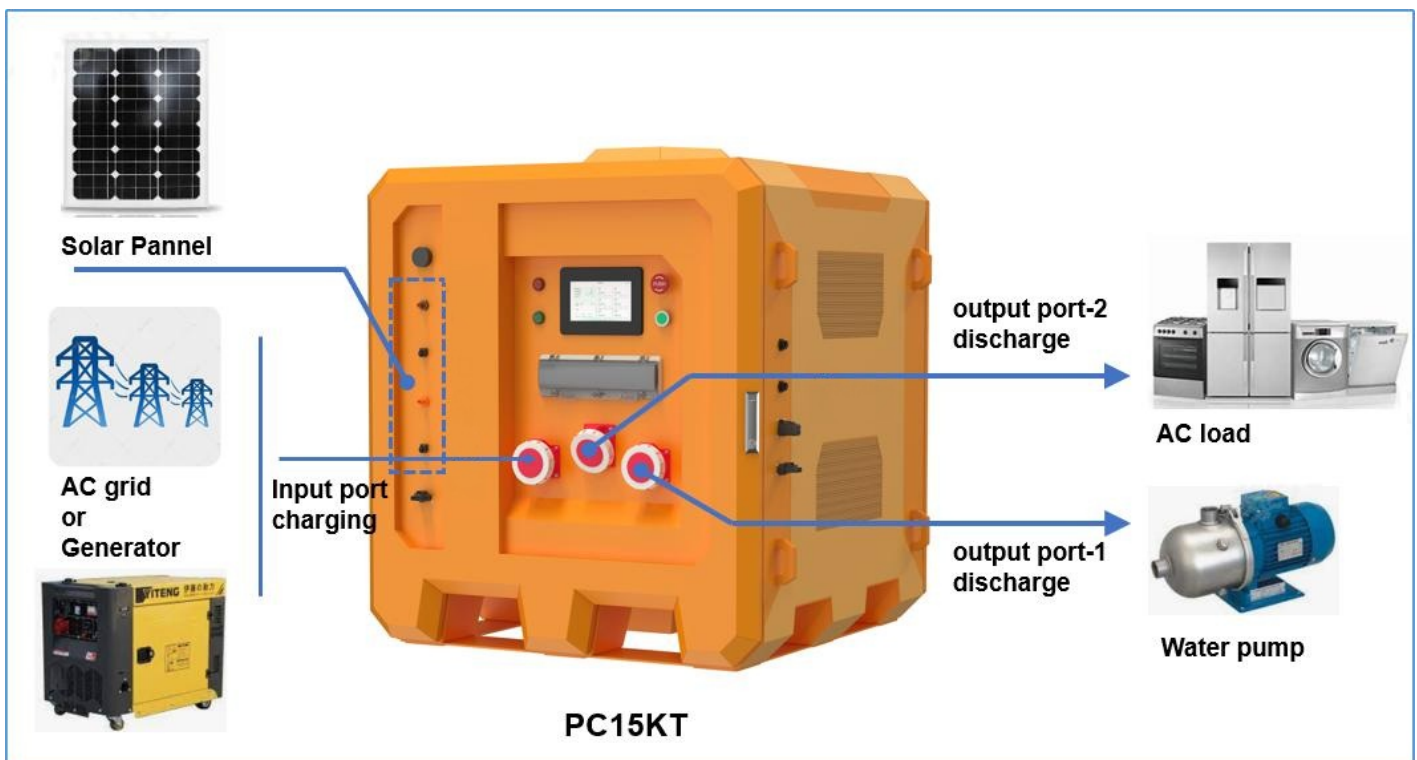 Solar Pannel
AC grid
or
Generator
Input port
charging
YITENG
output port-2
discharge
AC load
output port-1
discharge
Water pump
PC15KT